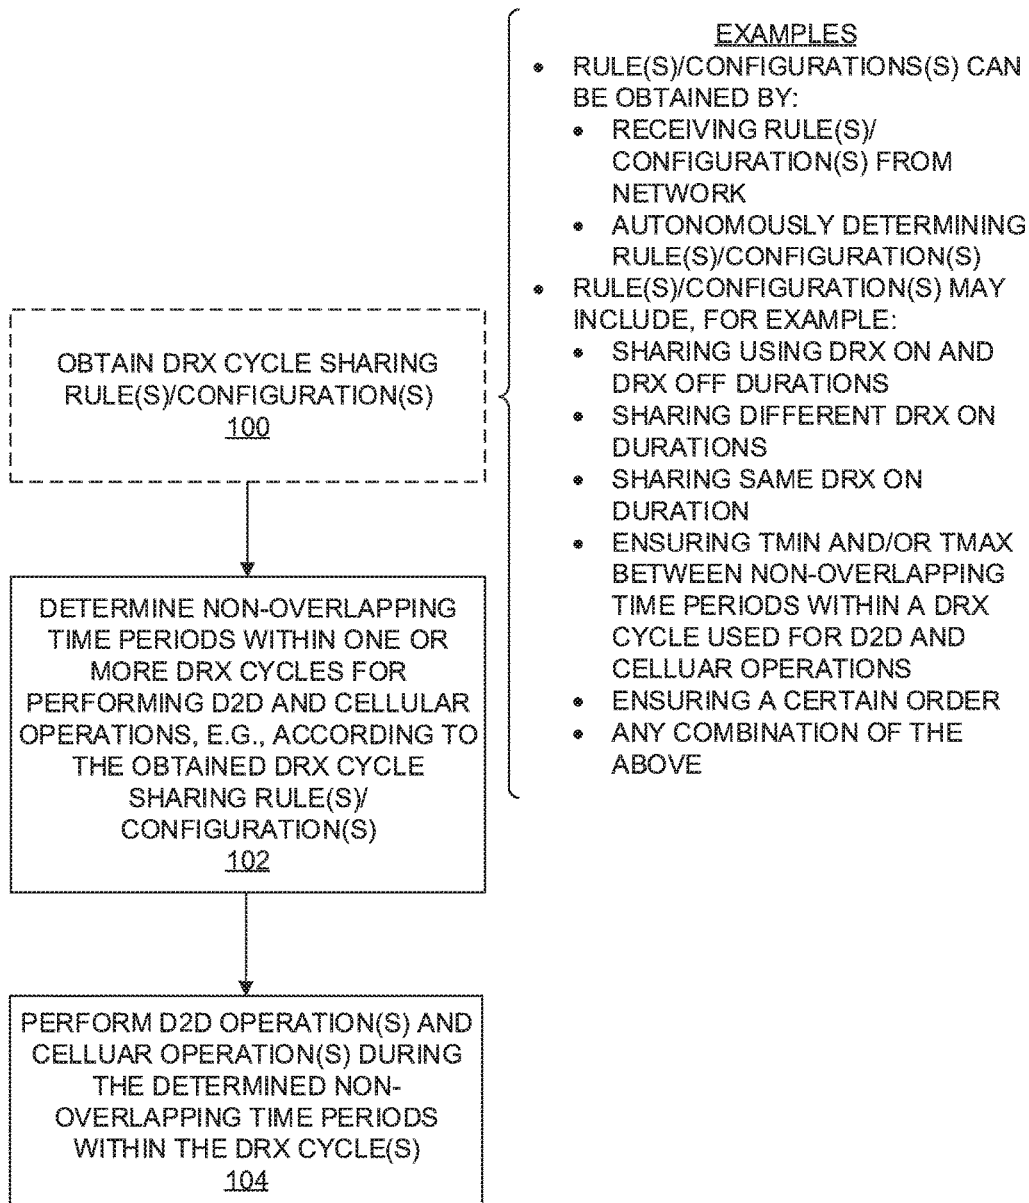 OBTAIN DRX CYCLE SHARING
RULE(S)/CONFIGURATION(S)
100
DETERMINE NON-OVERLAPPING
TIME PERIODS WITHIN ONE OR
MORE DRX CYCLES FOR
PERFORMING D2D AND CELLULAR
OPERATIONS, E.G., ACCORDING TO
THE OBTAINED DRX CYCLE
SHARING RULE(S)/
CONFIGURATION(S)
102
PERFORM D2D OPERATION(S) AND
CELLUAR OPERATION(S) DURING
THE DETERMINED NON-
OVERLAPPING TIME PERIODS
WITHIN THE DRX CYCLE(S)
104
EXAMPLES
• RULE(S)/CONFIGURATIONS(S) CAN
BE OBTAINED BY:
• RECEIVING RULE(S)/
CONFIGURATION(S) FROM
NETWORK
• AUTONOMOUSLY DETERMINING
RULE(S)/CONFIGURATION(S)
• RULE(S)/CONFIGURATION(S) MAY
INCLUDE, FOR EXAMPLE:
• SHARING USING DRX ON AND
DRX OFF DURATIONS
• SHARING DIFFERENT DRX ON
DURATIONS
• SHARING SAME DRX ON
DURATION
• ENSURING TMIN AND/OR TMAX
BETWEEN NON-OVERLAPPING
TIME PERIODS WITHIN A DRX
CYCLE USED FOR D2D AND
CELLUAR OPERATIONS
• ENSURING A CERTAIN ORDER
• ANY COMBINATION OF THE
ABOVE